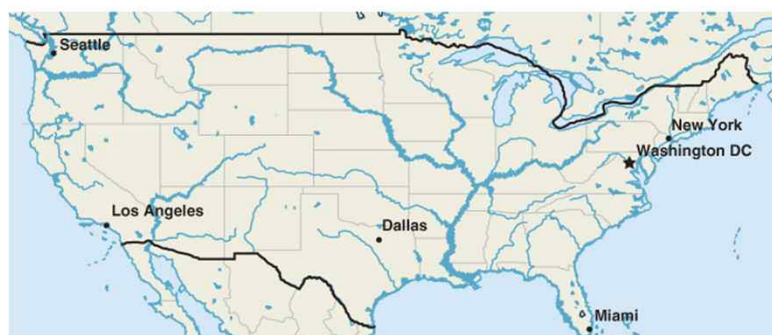 Seattle
New York
Washington DC
Los Angeles
Dallas
Miami